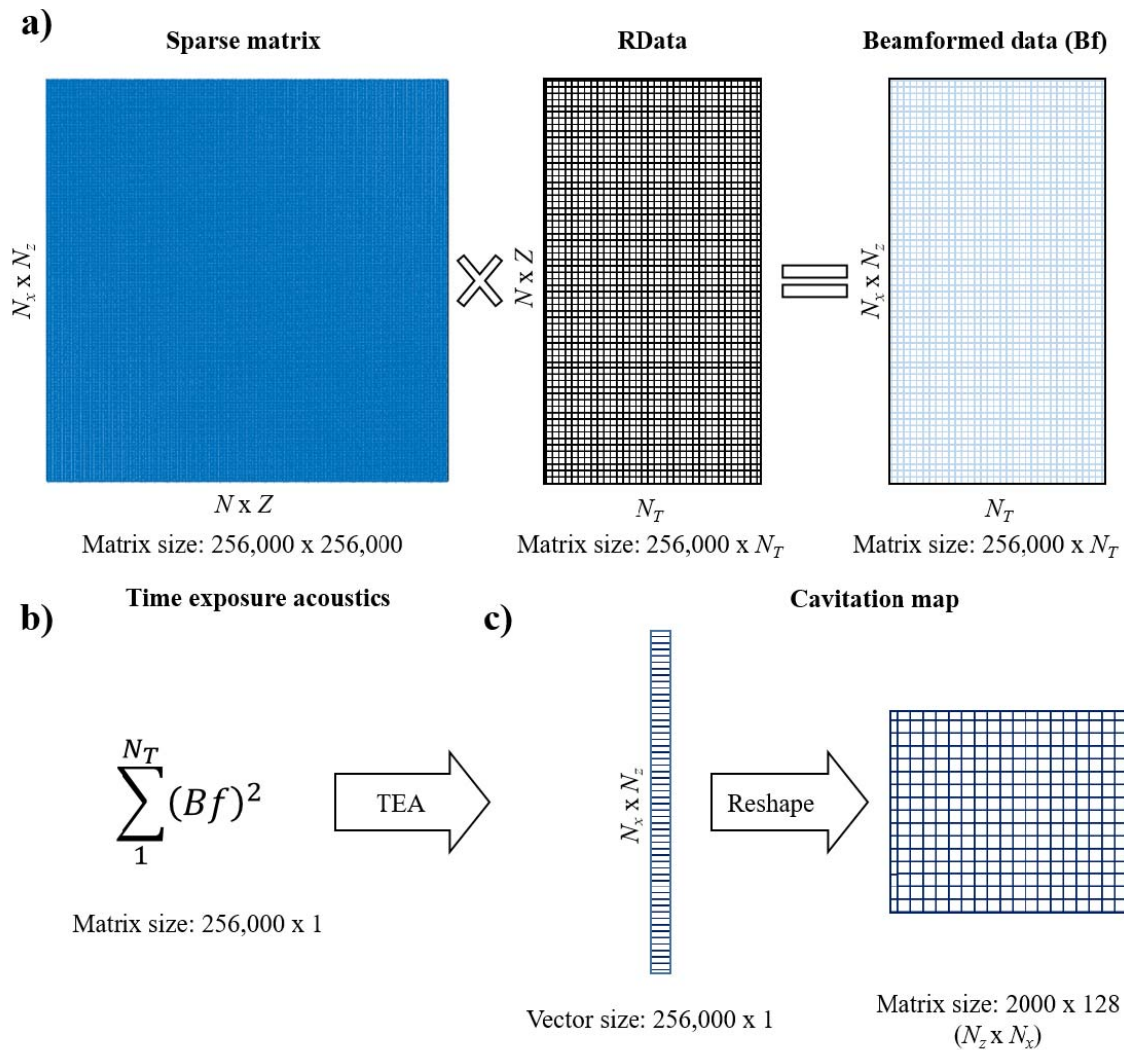 a)
Sparse matrix
RData
Beamformed data (Bf)
N_x x N_z
N x Z
N_x x N_z
N x Z
N_T
N_T
Matrix size: 256,000 x 256,000
Matrix size: 256,000 x N_T
Matrix size: 256,000 x N_T
b)
Time exposure acoustics
c)
Cavitation map
N_T
∑(Bf)²
1
TEA
N_x x N_z
Reshape
Matrix size: 256,000 x 1
Vector size: 256,000 x 1
Matrix size: 2000 x 128
(N_z x N_x)